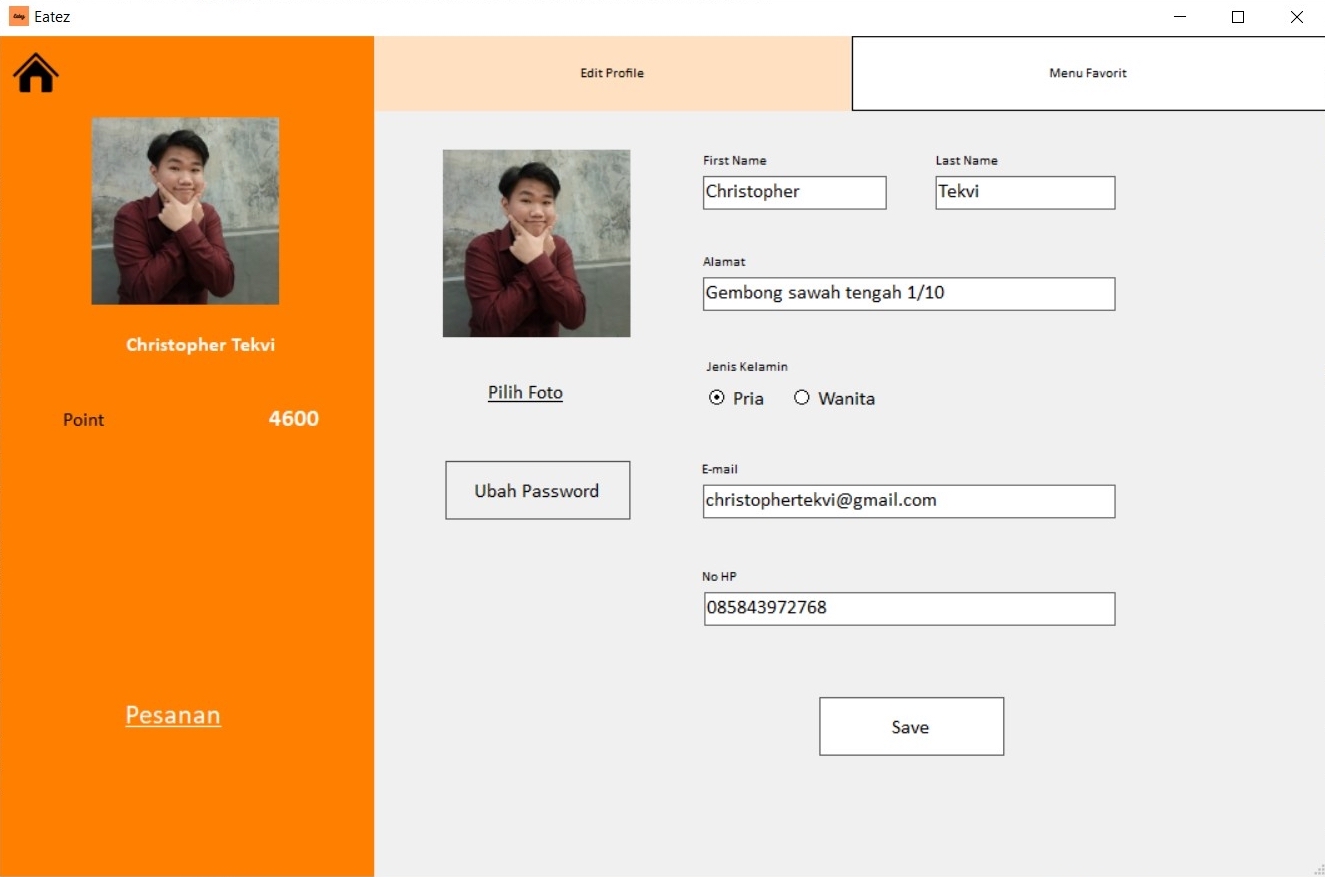 Eatez
Edit Profile
Menu Favorit
Christopher Tekvi
Point 4600
Pesanan
Pilih Foto
Ubah Password
First Name Last Name
Christopher Tekvi
Alamat
Gembong sawah tengah 1/10
Jenis Kelamin
Pria Wanita
E-mail
christophertekvi@gmail.com
No HP
085843972768
Save